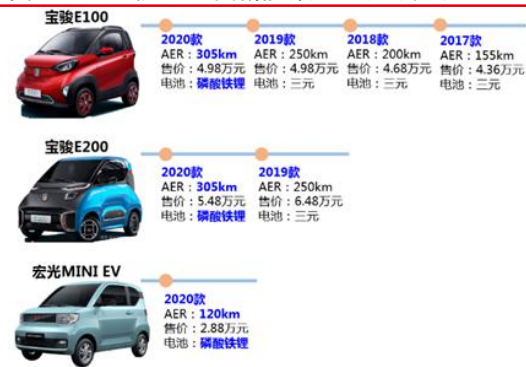 宝骏E100
2020款 2019款 2018款 2017款
AER：305km AER：250km AER：200km AER：155km
售价：4.98万元 售价：4.98万元 售价：4.68万元 售价：4.36万元
电池：磷酸铁锂 电池：三元 电池：三元 电池：三元
宝骏E200
2020款 2019款
AER：305km AER：250km
售价：5.48万元 售价：6.48万元
电池：磷酸铁锂 电池：三元
宏光MINI EV
2020款
AER：120km
售价：2.88万元
电池：磷酸铁锂